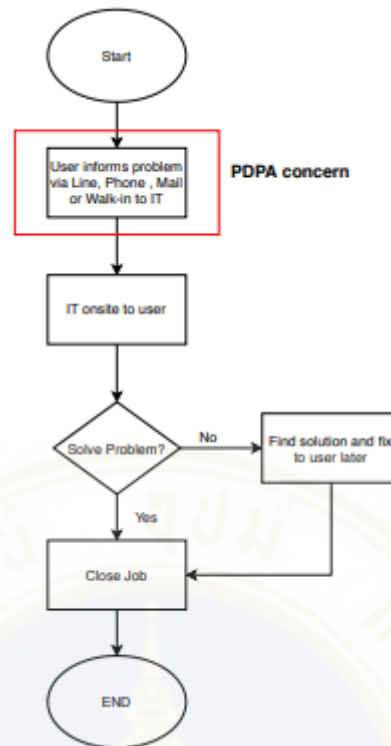 Start
User informs problem
via Line, Phone , Mail
or Walk-in to IT
PDPA concern
IT onsite to user
Solve Problem?
No
Find solution and fix
to user later
Yes
Close Job
END